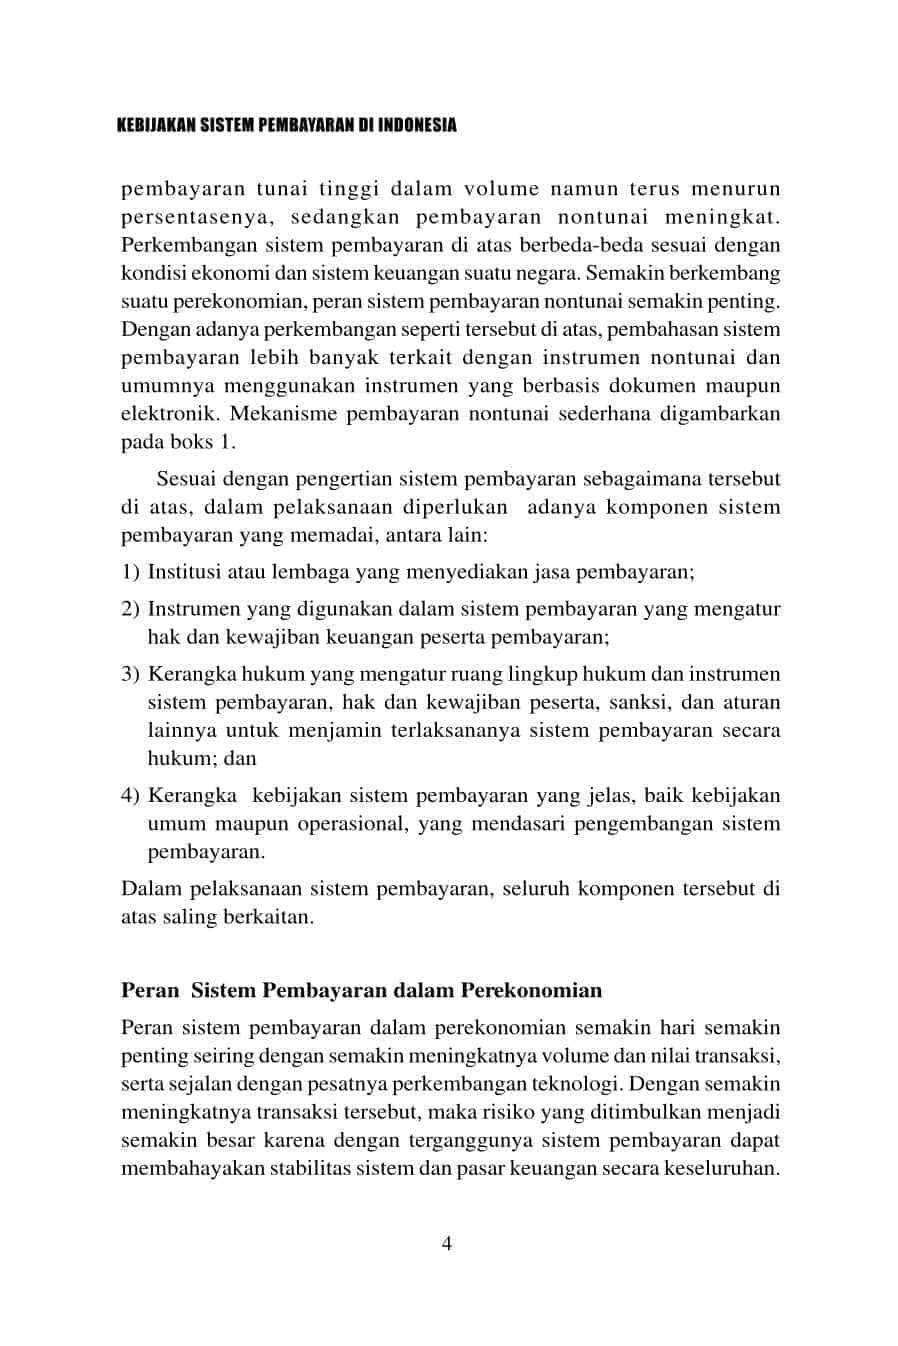 KEBIJAKAN SISTEM PEMBAYARAN DI INDONESIA
pembayaran tunai tinggi dalam volume namun terus menurun
persentasenya, sedangkan pembayaran nontunai meningkat.
Perkembangan sistem pembayaran di atas berbeda-beda sesuai dengan
kondisi ekonomi dan sistem keuangan suatu negara. Semakin berkembang
suatu perekonomian, peran sistem pembayaran nontunai semakin penting.
Dengan adanya perkembangan seperti tersebut di atas, pembahasan sistem
pembayaran lebih banyak terkait dengan instrumen nontunai dan
umumnya menggunakan instrumen yang berbasis dokumen maupun
elektronik. Mekanisme pembayaran nontunai sederhana digambarkan
pada boks 1.
Sesuai dengan pengertian sistem pembayaran sebagaimana tersebut
di atas, dalam pelaksanaan diperlukan adanya komponen sistem
pembayaran yang memadai, antara lain:
1) Institusi atau lembaga yang menyediakan jasa pembayaran;
2) Instrumen yang digunakan dalam sistem pembayaran yang mengatur
hak dan kewajiban keuangan peserta pembayaran;
3) Kerangka hukum yang mengatur ruang lingkup hukum dan instrumen
sistem pembayaran, hak dan kewajiban peserta, sanksi, dan aturan
lainnya untuk menjamin terlaksananya sistem pembayaran secara
hukum; dan
4) Kerangka kebijakan sistem pembayaran yang jelas, baik kebijakan
umum maupun operasional, yang mendasari pengembangan sistem
pembayaran.
Dalam pelaksanaan sistem pembayaran, seluruh komponen tersebut di
atas saling berkaitan.
Peran Sistem Pembayaran dalam Perekonomian
Peran sistem pembayaran dalam perekonomian semakin hari semakin
penting seiring dengan semakin meningkatnya volume dan nilai transaksi,
serta sejalan dengan pesatnya perkembangan teknologi. Dengan semakin
meningkatnya transaksi tersebut, maka risiko yang ditimbulkan menjadi
semakin besar karena dengan terganggunya sistem pembayaran dapat
membahayakan stabilitas sistem dan pasar keuangan secara keseluruhan.
4